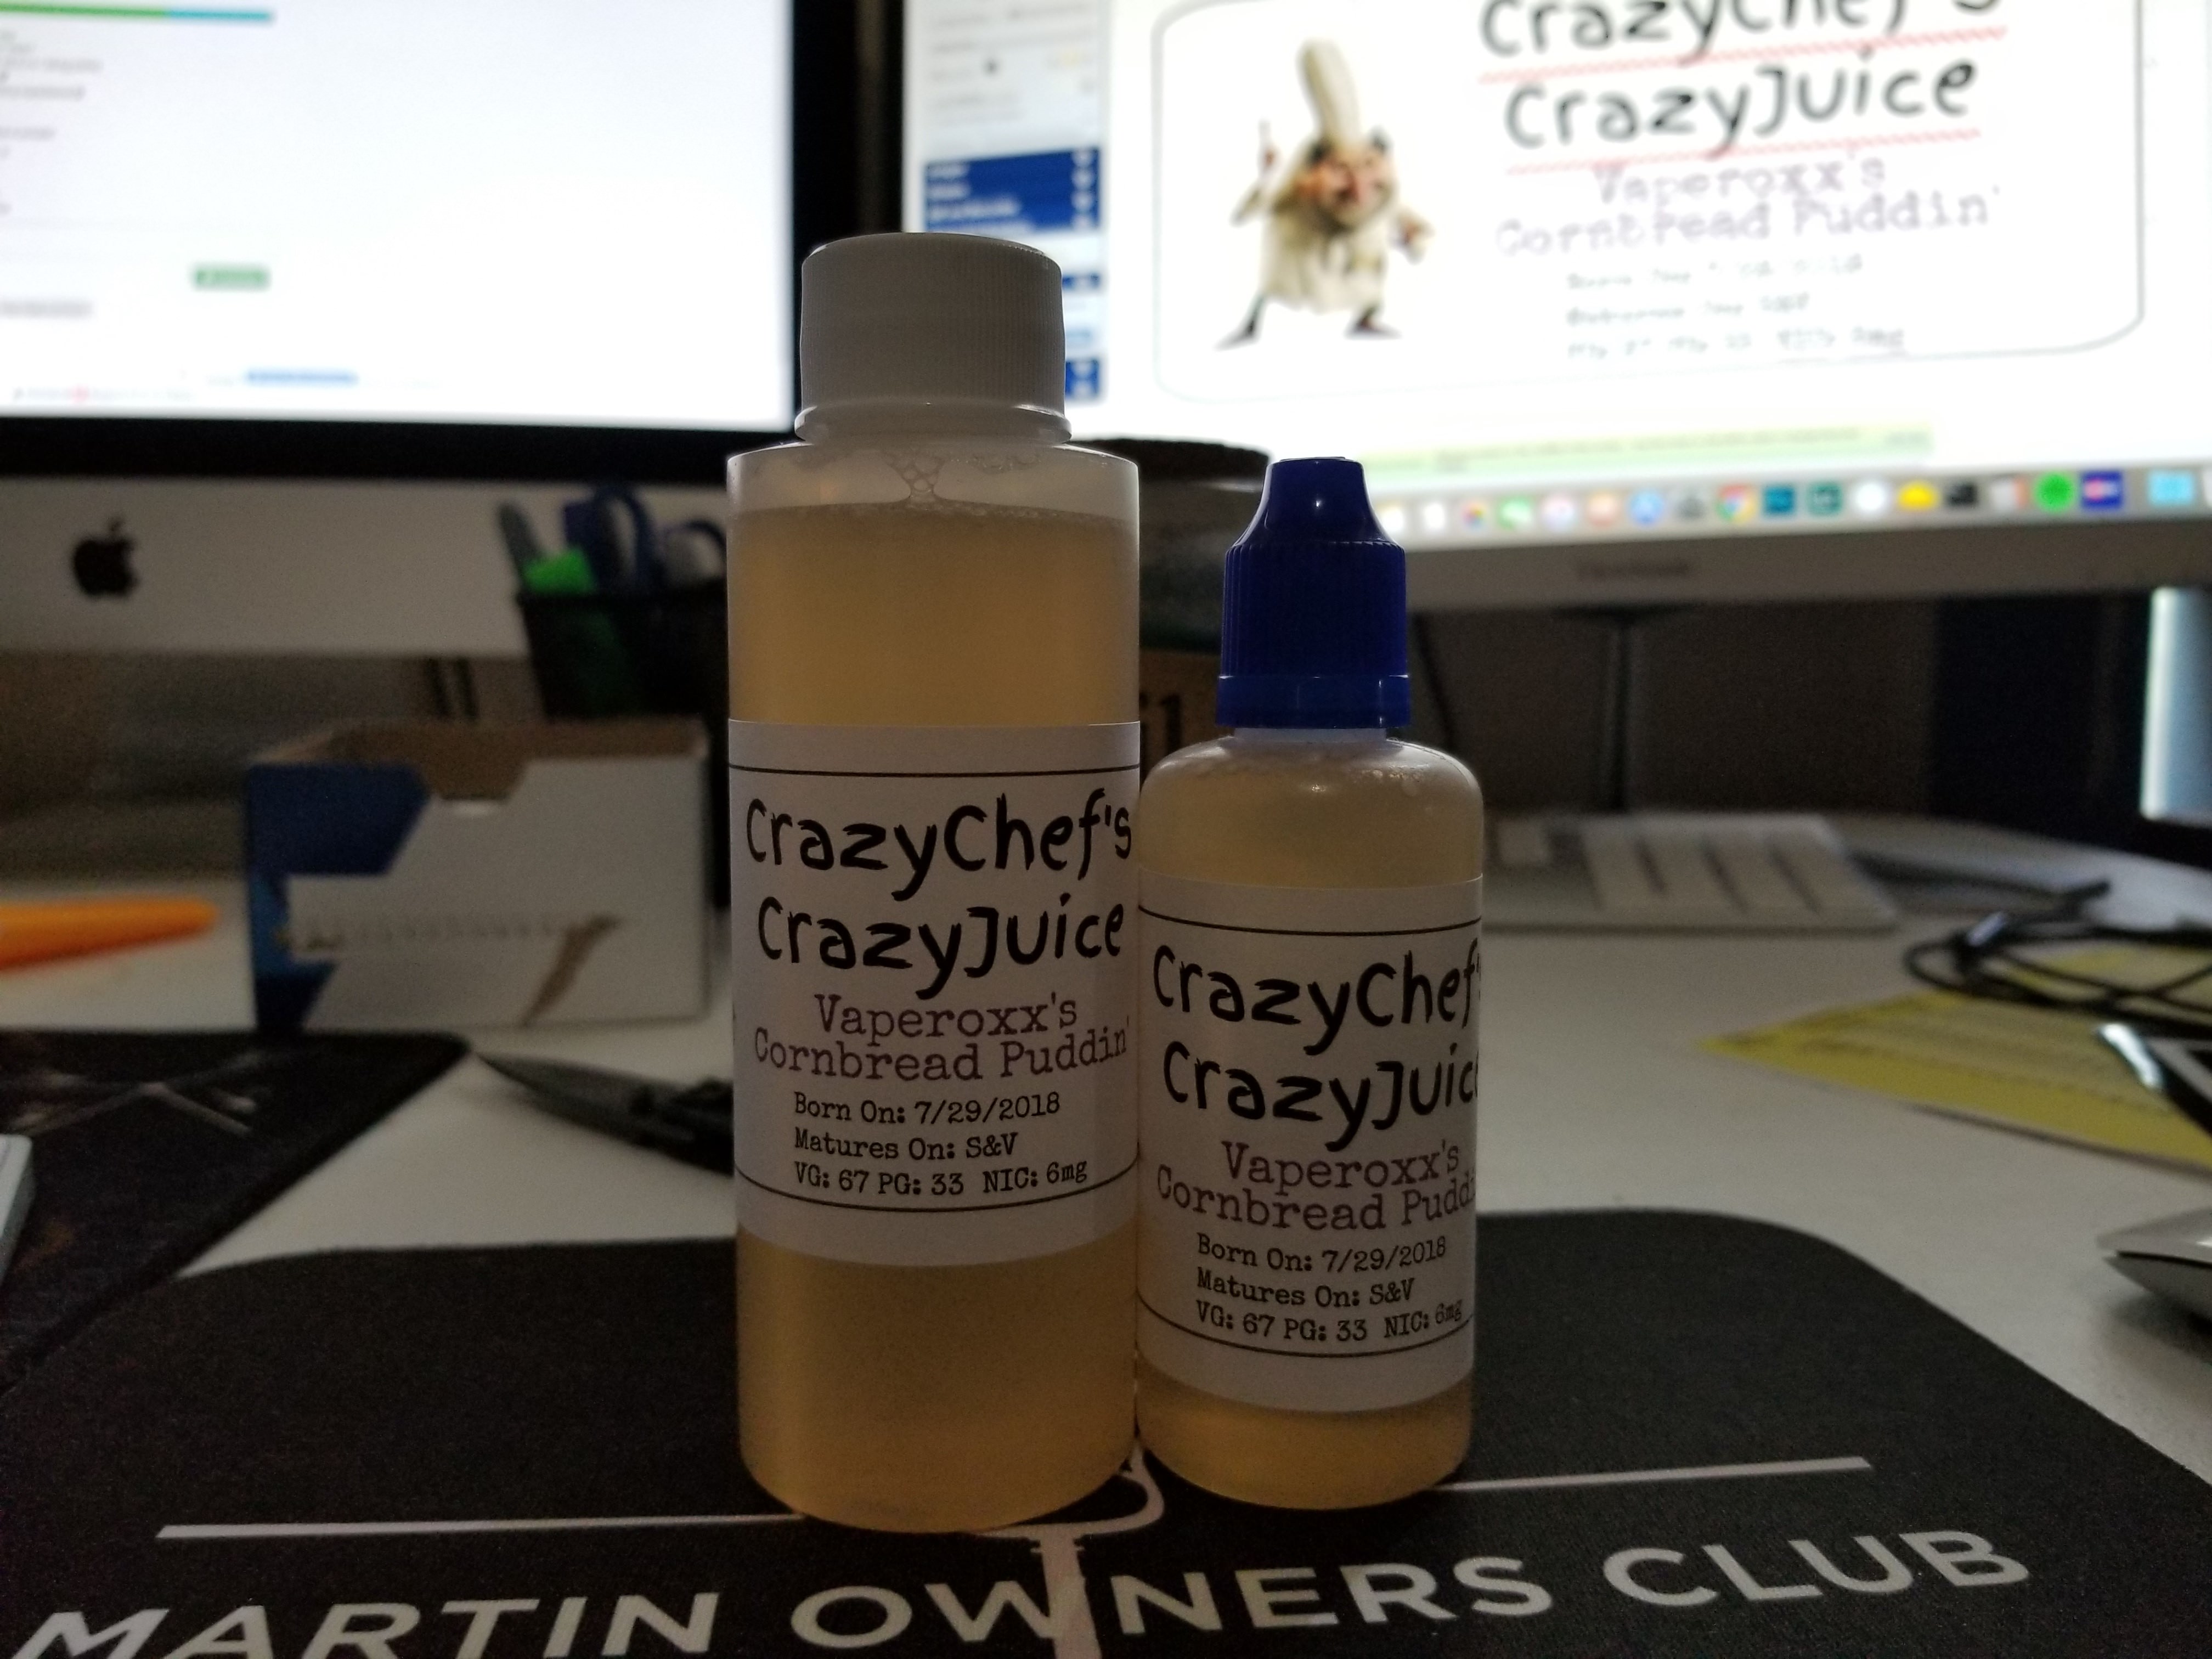 CrazyChef's
CrazyJuice
Vaperoxx's
Cornbread Puddin'
CrazyChef's
CrazyJuice
Vaperoxx's
Cornbread Puddin'
Born On: 7/29/2018
Matures On: S&V
VG: 67 PG: 33 NIC: 6mg
CrazyChef'
CrazyJuice
Vaperoxx's
Cornbread Puddi
Born On: 7/29/2018
Matures On: S&V
VG: 67 PG: 33 NIC: 6mg
MARTIN OWNERS CLUB